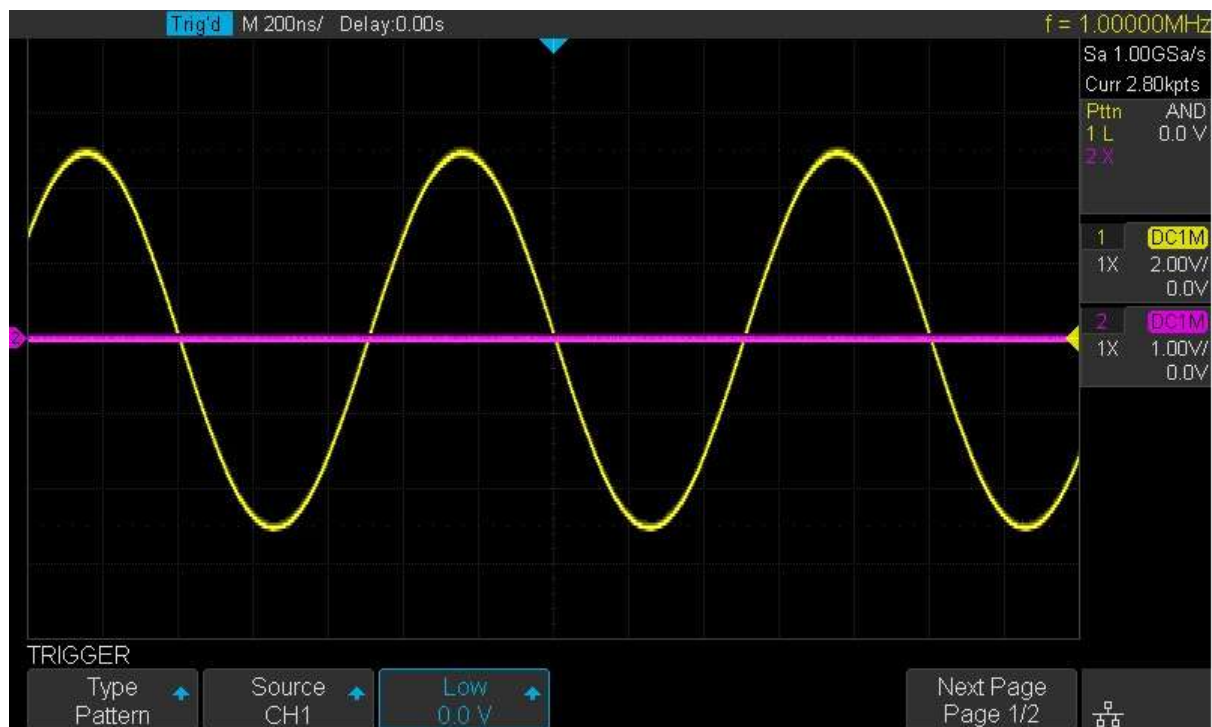 Trig'd M 200ns/ Delay:0.00s f = 1.00000MHz
Sa 1.00GSa/s
Curr 2.80kpts
Pttn AND
1 L 0.0 V
2 X
1 DC1M
1X 2.00V/
0.0V
2 DC1M
1X 1.00V/
0.0V
2
TRIGGER
Type Source Low Next Page
Pattern CH1 0.0 V Page 1/2